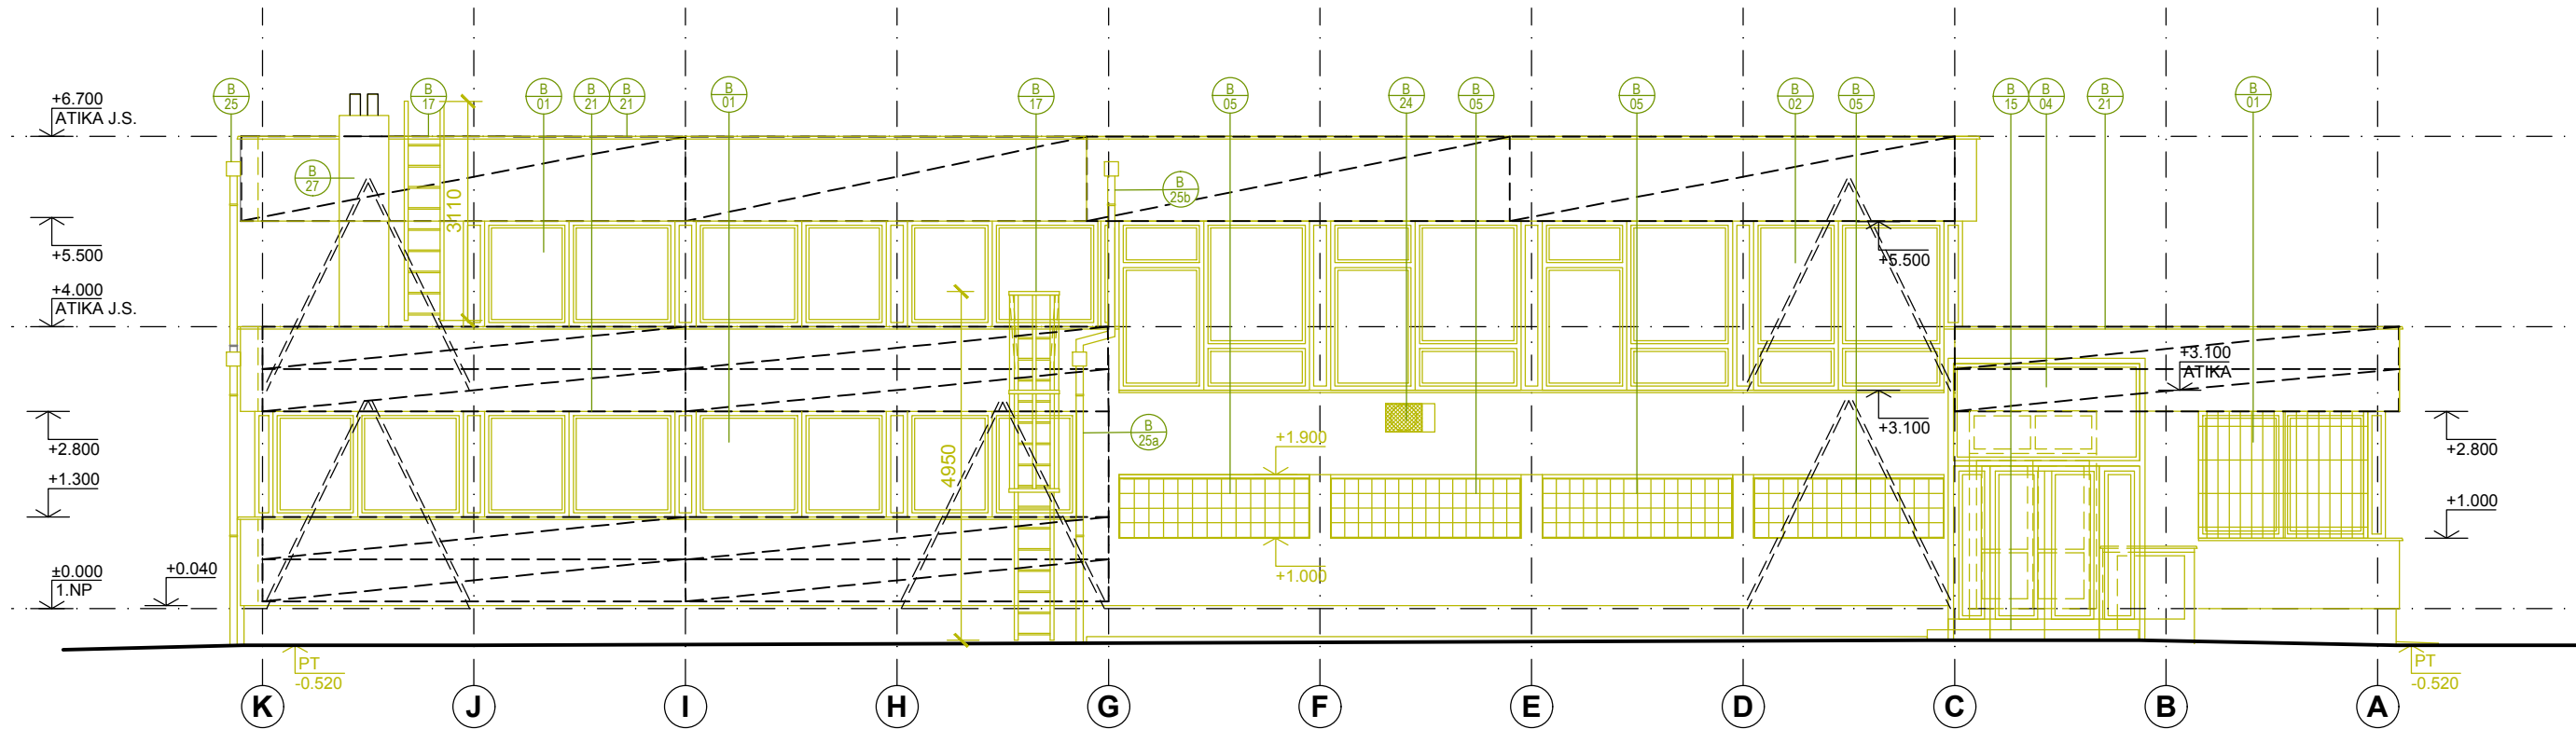 B
25
B
17
B
01
B
21
B
21
B
01
B
17
B
05
B
24
B
05
B
05
B
02
B
05
B
15
B
04
B
21
B
01
+6.700
ATIKA J.S.
B
27
3110
B
25b
+5.500
+5.500
+4.000
ATIKA J.S.
+3.100
ATIKA
+2.800
+3.100
B
25a
+1.900
4950
+2.800
+1.300
+1.000
+1.000
±0.000
1.NP
+0.040
PT
-0.520
PT
-0.520
K
J
I
H
G
F
E
D
C
B
A